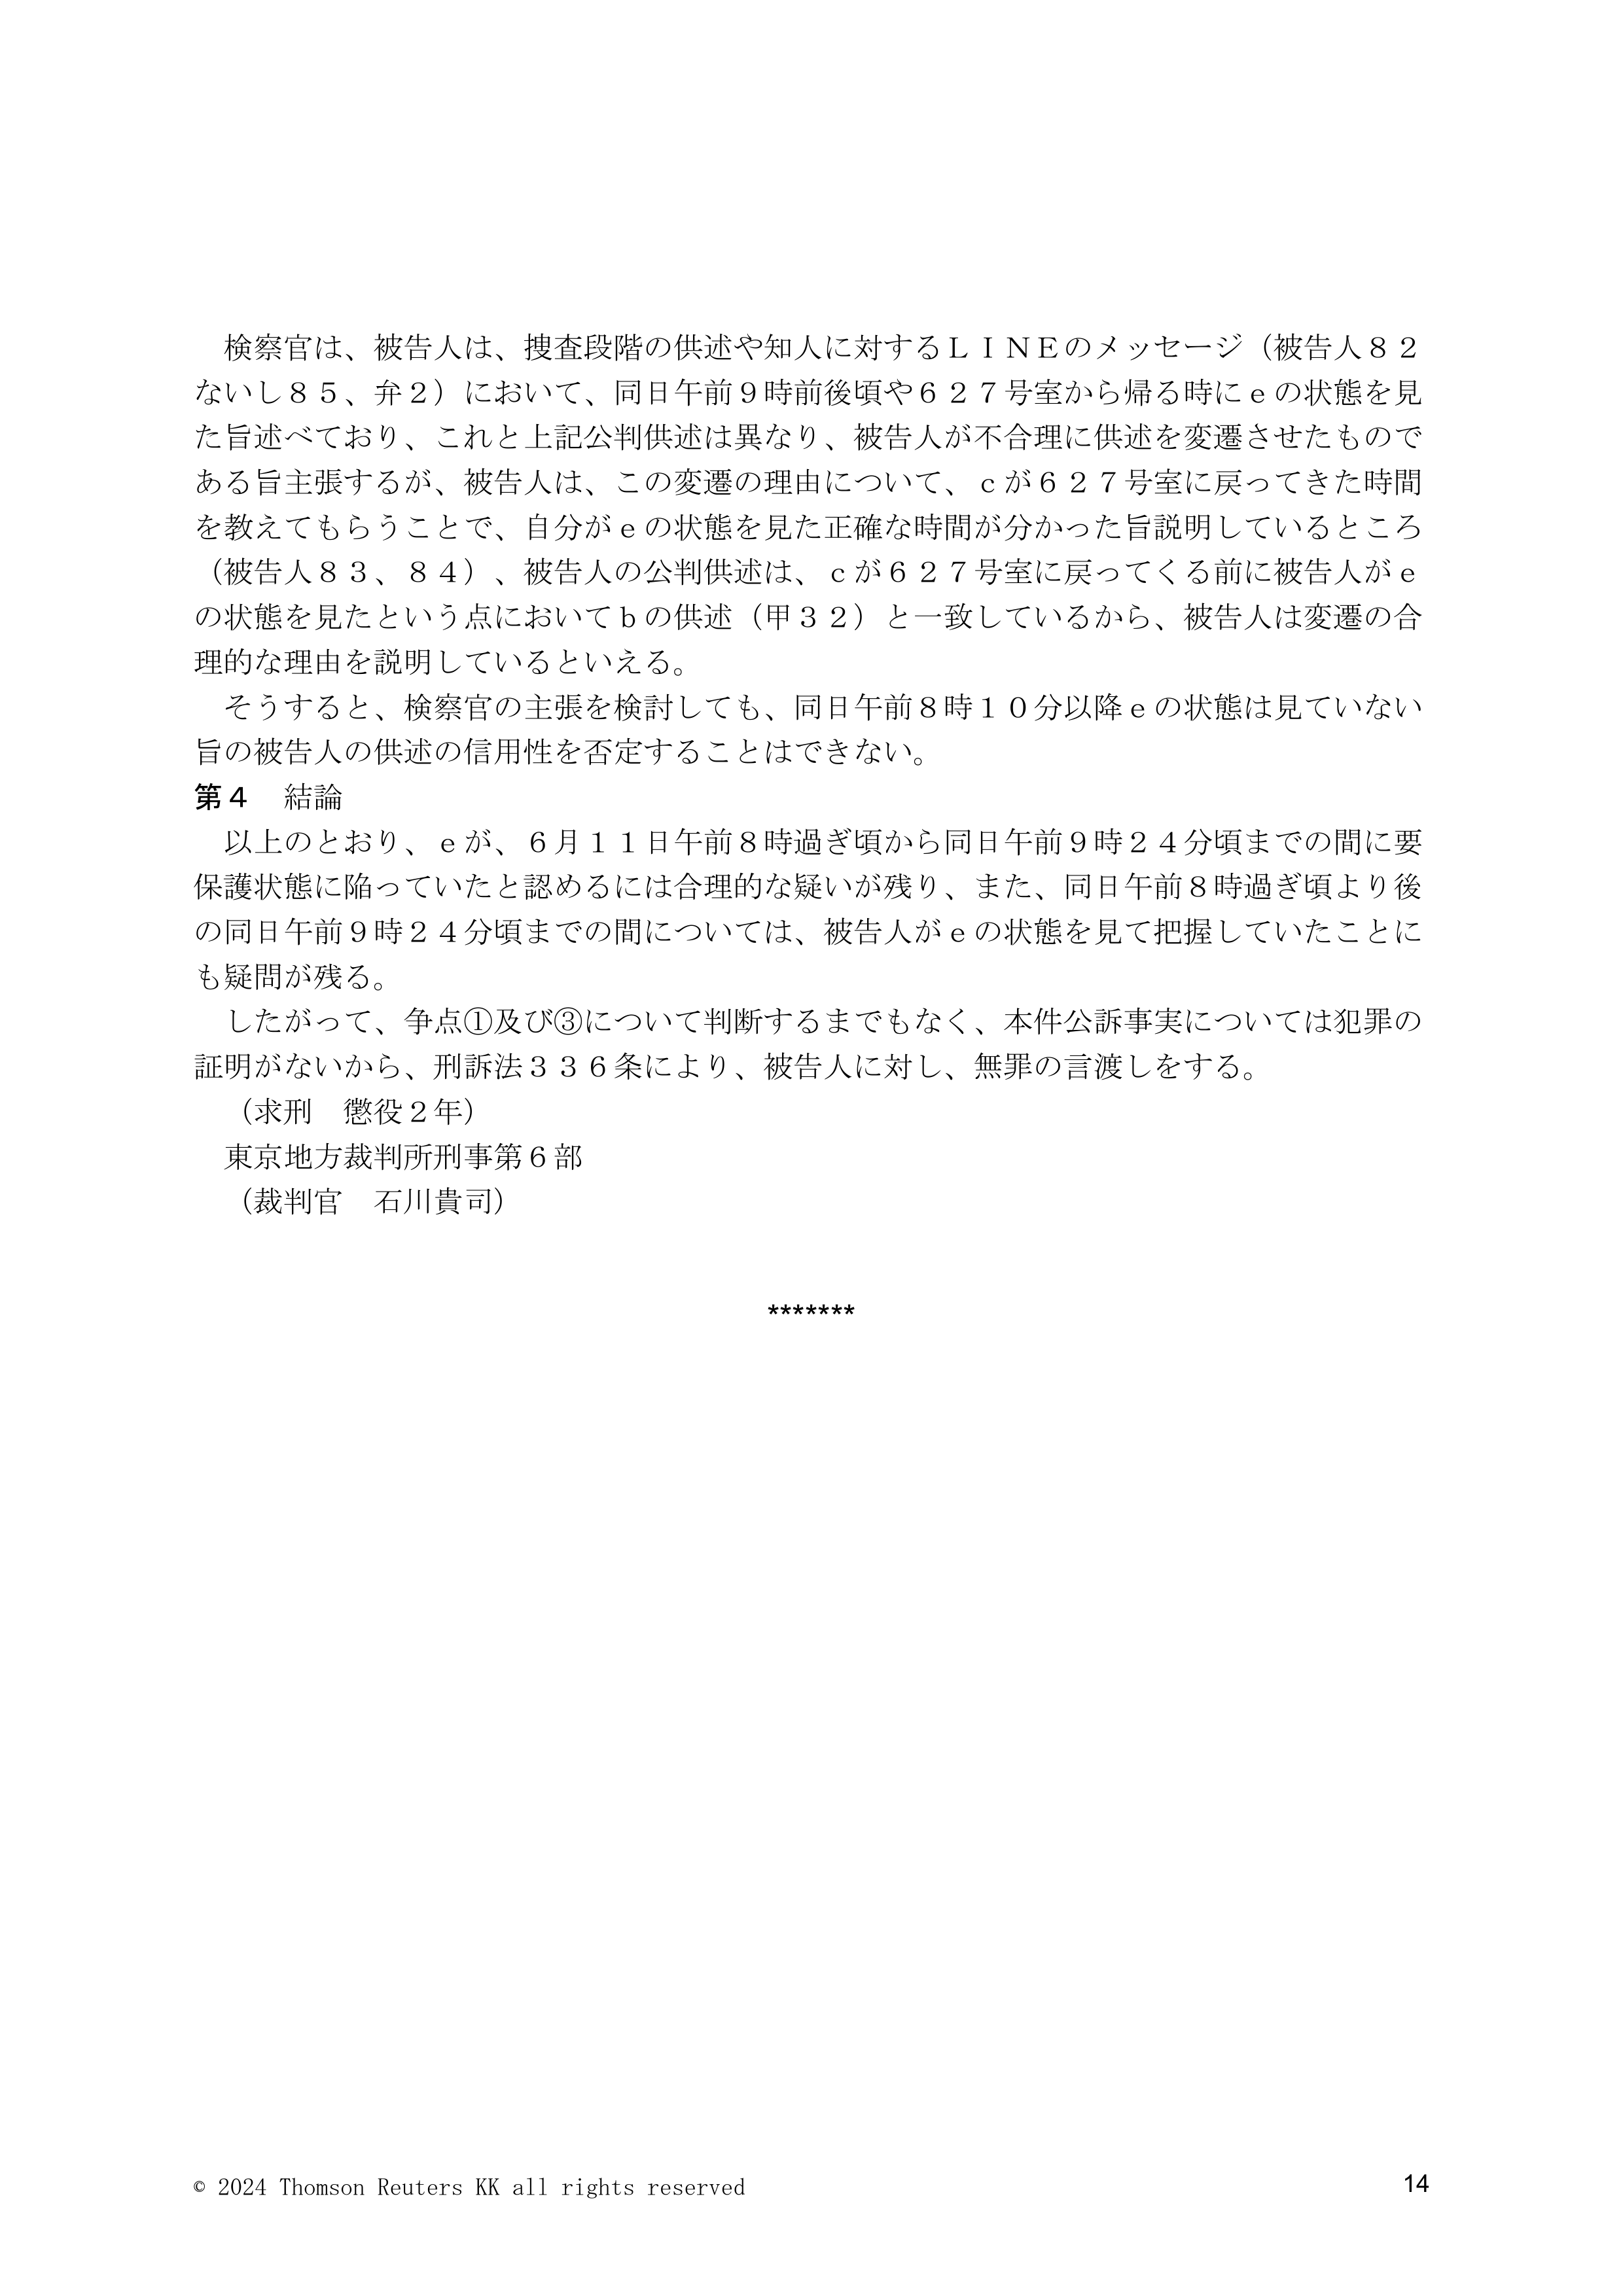 検察官は、被告人は、捜査段階の供述や知人に対するＬＩＮＥのメッセージ（被告人８２
ないし８５、弁２）において、同日午前９時前後頃や６２７号室から帰る時にｅの状態を見
た旨述べており、これと上記公判供述は異なり、被告人が不合理に供述を変遷させたもので
ある旨主張するが、被告人は、この変遷の理由について、ｃが６２７号室に戻ってきた時間
を教えてもらうことで、自分がｅの状態を見た正確な時間が分かった旨説明しているところ
（被告人８３、８４）、被告人の公判供述は、ｃが６２７号室に戻ってくる前に被告人がｅ
の状態を見たという点においてｂの供述（甲３２）と一致しているから、被告人は変遷の合
理的な理由を説明しているといえる。
　そうすると、検察官の主張を検討しても、同日午前８時１０分以降ｅの状態は見ていない
旨の被告人の供述の信用性を否定することはできない。
第４　結論
　以上のとおり、ｅが、６月１１日午前８時過ぎ頃から同日午前９時２４分頃までの間に要
保護状態に陥っていたと認めるには合理的な疑いが残り、また、同日午前８時過ぎ頃より後
の同日午前９時２４分頃までの間については、被告人がｅの状態を見て把握していたことに
も疑問が残る。
　したがって、争点①及び③について判断するまでもなく、本件公訴事実については犯罪の
証明がないから、刑訴法３３６条により、被告人に対し、無罪の言渡しをする。
　（求刑　懲役２年）
　東京地方裁判所刑事第６部
　（裁判官　石川貴司）
*******
© 2024 Thomson Reuters KK all rights reserved
14